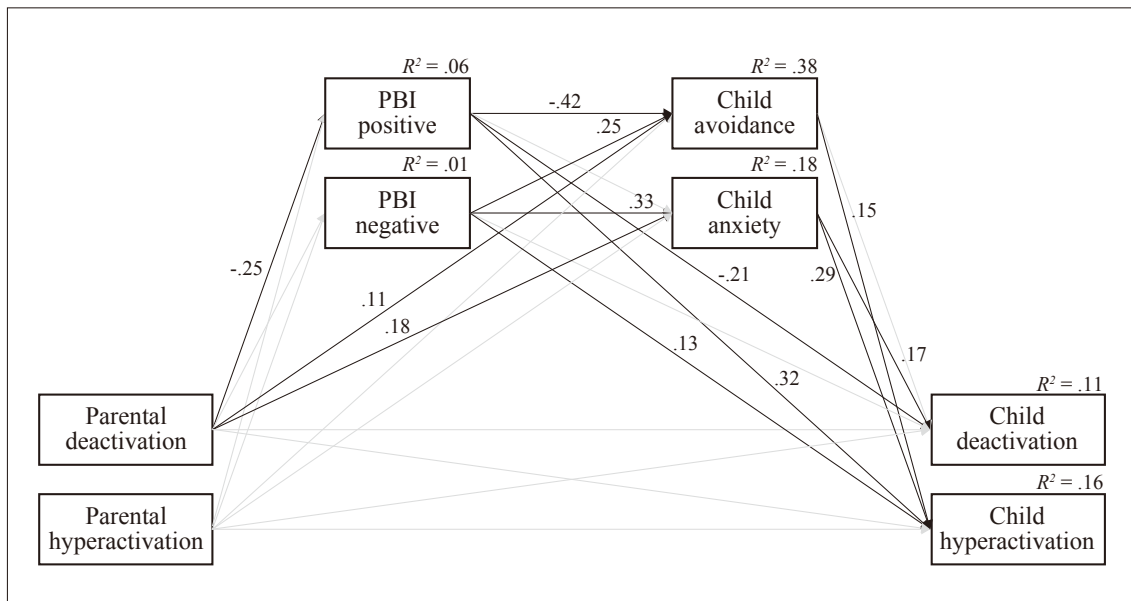 R² = .06
R² = .38
PBI
positive
-.42
Child
avoidance
.25
R² = .01
R² = .18
PBI
negative
.33
Child
anxiety
.15
-.25
-.21
.29
.11
.18
.13
.32
.17
R² = .11
Parental
deactivation
Child
deactivation
R² = .16
Parental
hyperactivation
Child
hyperactivation